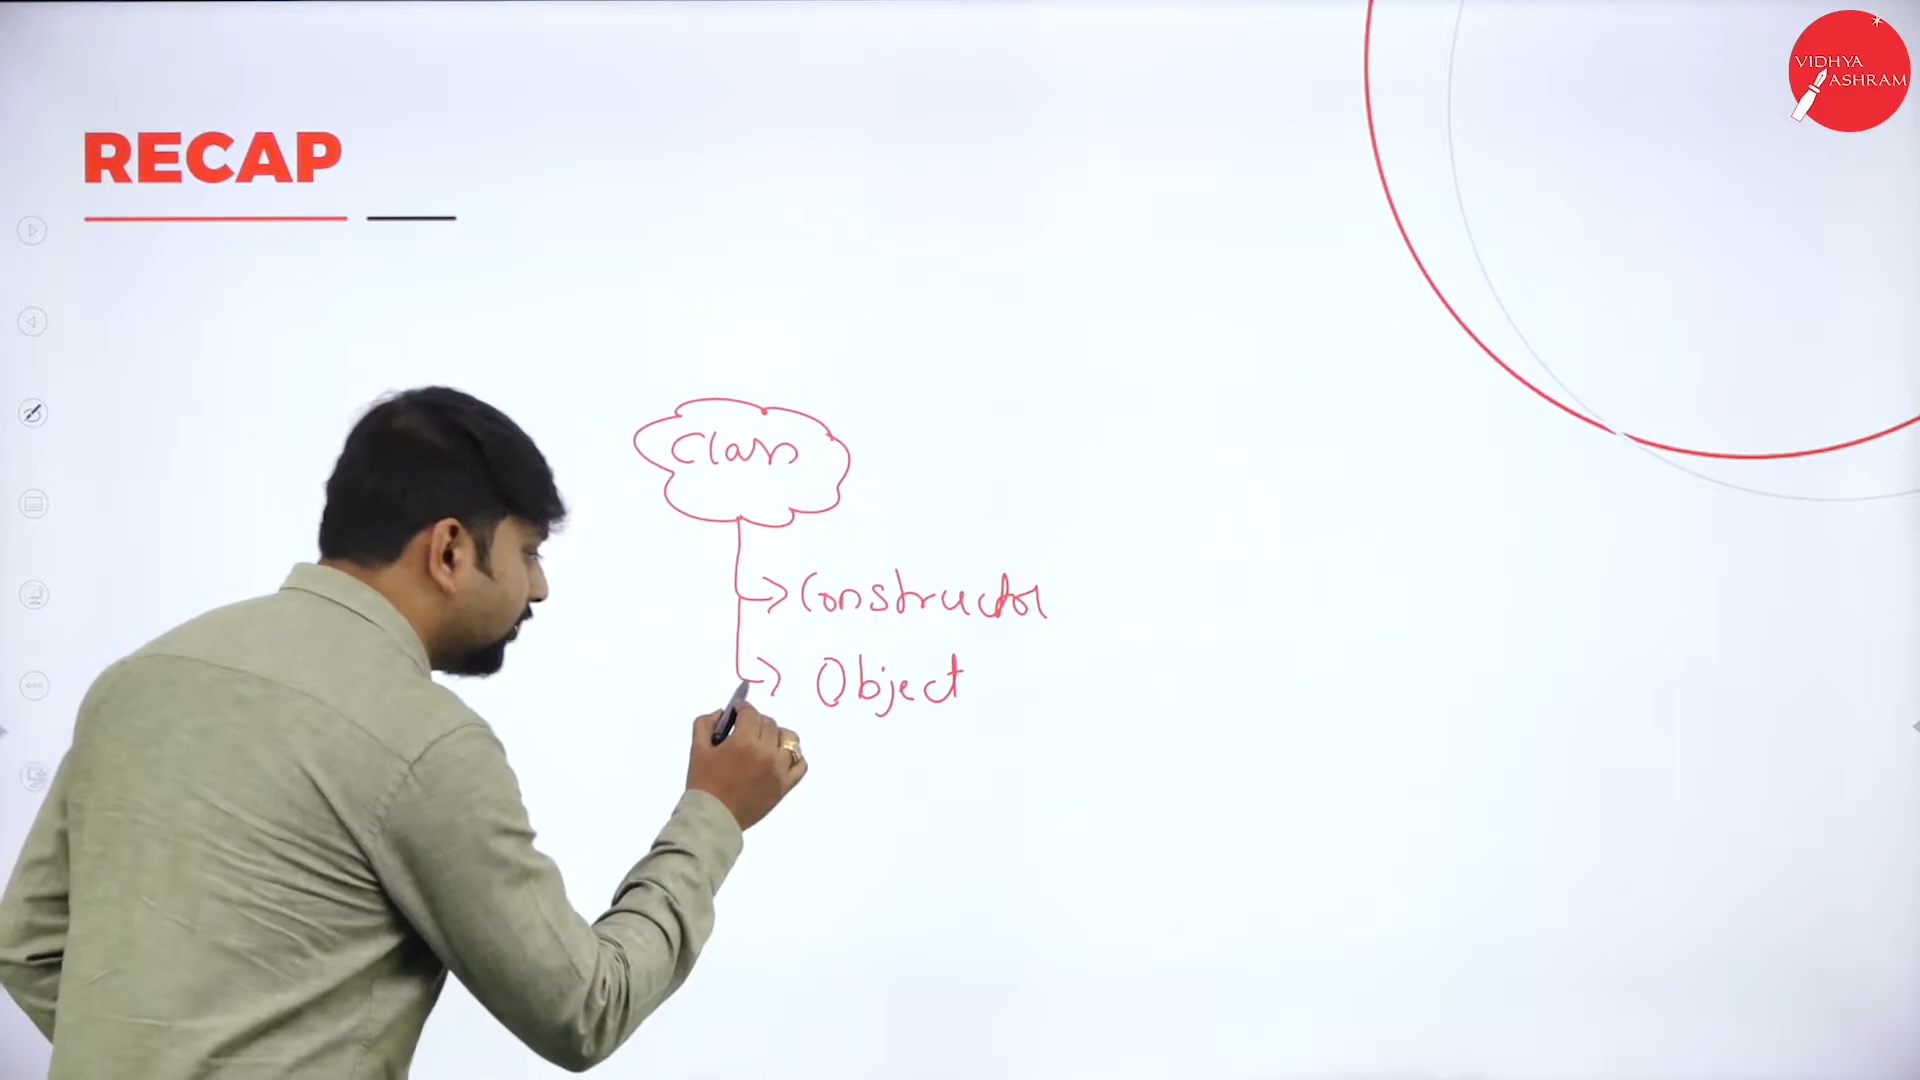 VIDHYA
ASHRAM
RECAP
Class
Constructor
Object